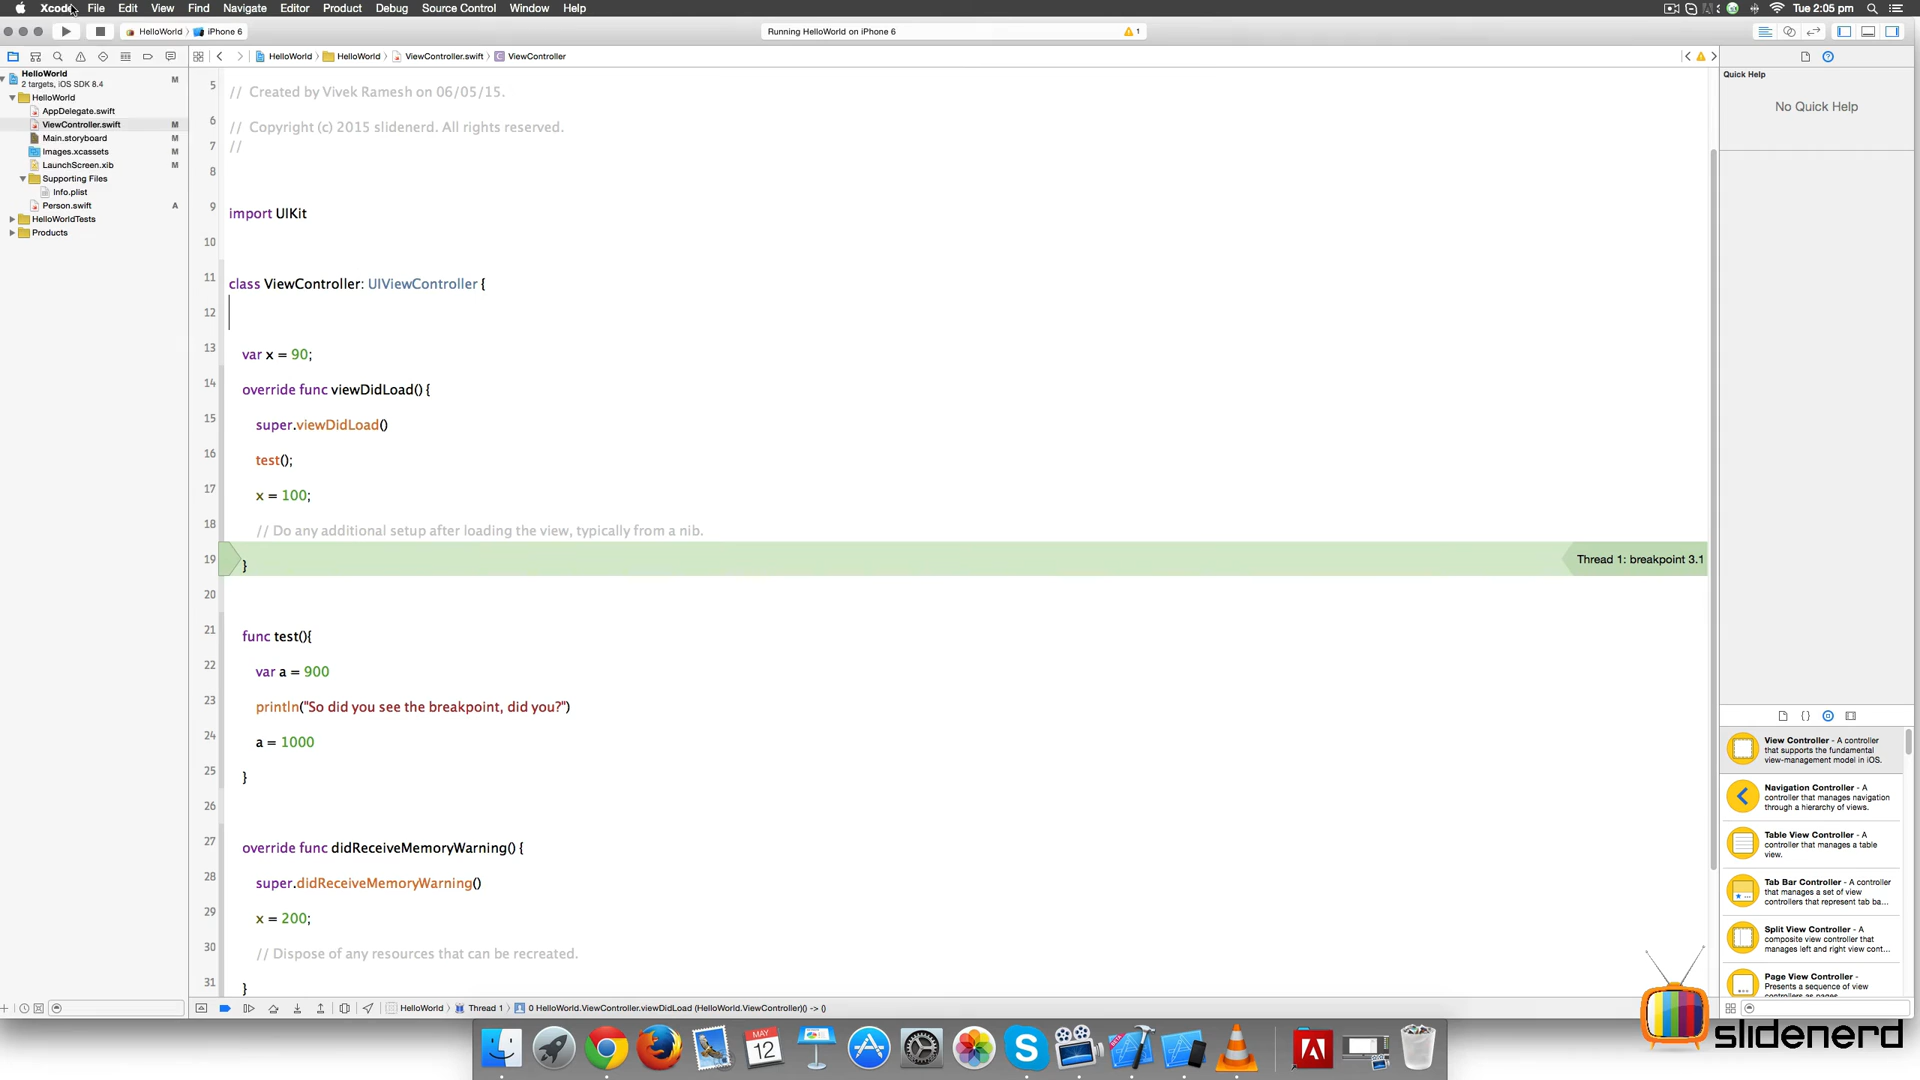 Xcode File Edit View Find Navigate Editor Product Debug Source Control Window Help
Tue 2:05 pm
HelloWorld iPhone 6
Running HelloWorld on iPhone 6
1
HelloWorld HelloWorld ViewController.swift ViewController
HelloWorld M
2 targets, iOS SDK 8.4
HelloWorld
AppDelegate.swift
ViewController.swift M
Main.storyboard M
Images.xcassets M
LaunchScreen.xib M
Supporting Files
Info.plist
Person.swift A
HelloWorldTests
Products
5 // Created by Vivek Ramesh on 06/05/15.
6 // Copyright (c) 2015 slidenerd. All rights reserved.
7 //
8
9 import UIKit
10
11 class ViewController: UIViewController {
12
13 var x = 90;
14 override func viewDidLoad() {
15 super.viewDidLoad()
16 test();
17 x = 100;
18 // Do any additional setup after loading the view, typically from a nib.
19 } Thread 1: breakpoint 3.1
20
21 func test(){
22 var a = 900
23 println("So did you see the breakpoint, did you?")
24 a = 1000
25 }
26
27 override func didReceiveMemoryWarning() {
28 super.didReceiveMemoryWarning()
29 x = 200;
30 // Dispose of any resources that can be recreated.
31 }
HelloWorld Thread 1 0 HelloWorld.ViewController.viewDidLoad (HelloWorld.ViewController)() -> ()
Quick Help
No Quick Help
View Controller - A controller
that supports the fundamental
view-management model in iOS.
Navigation Controller - A
controller that manages navigation
through a hierarchy of views.
Table View Controller - A
controller that manages a table
view.
Tab Bar Controller - A controller
that manages a set of view
controllers that represent tab ba...
Split View Controller - A
composite view controller that
manages left and right view cont...
Page View Controller -
Presents a sequence of view
controllers as pages.
MAY
12
slidenerd